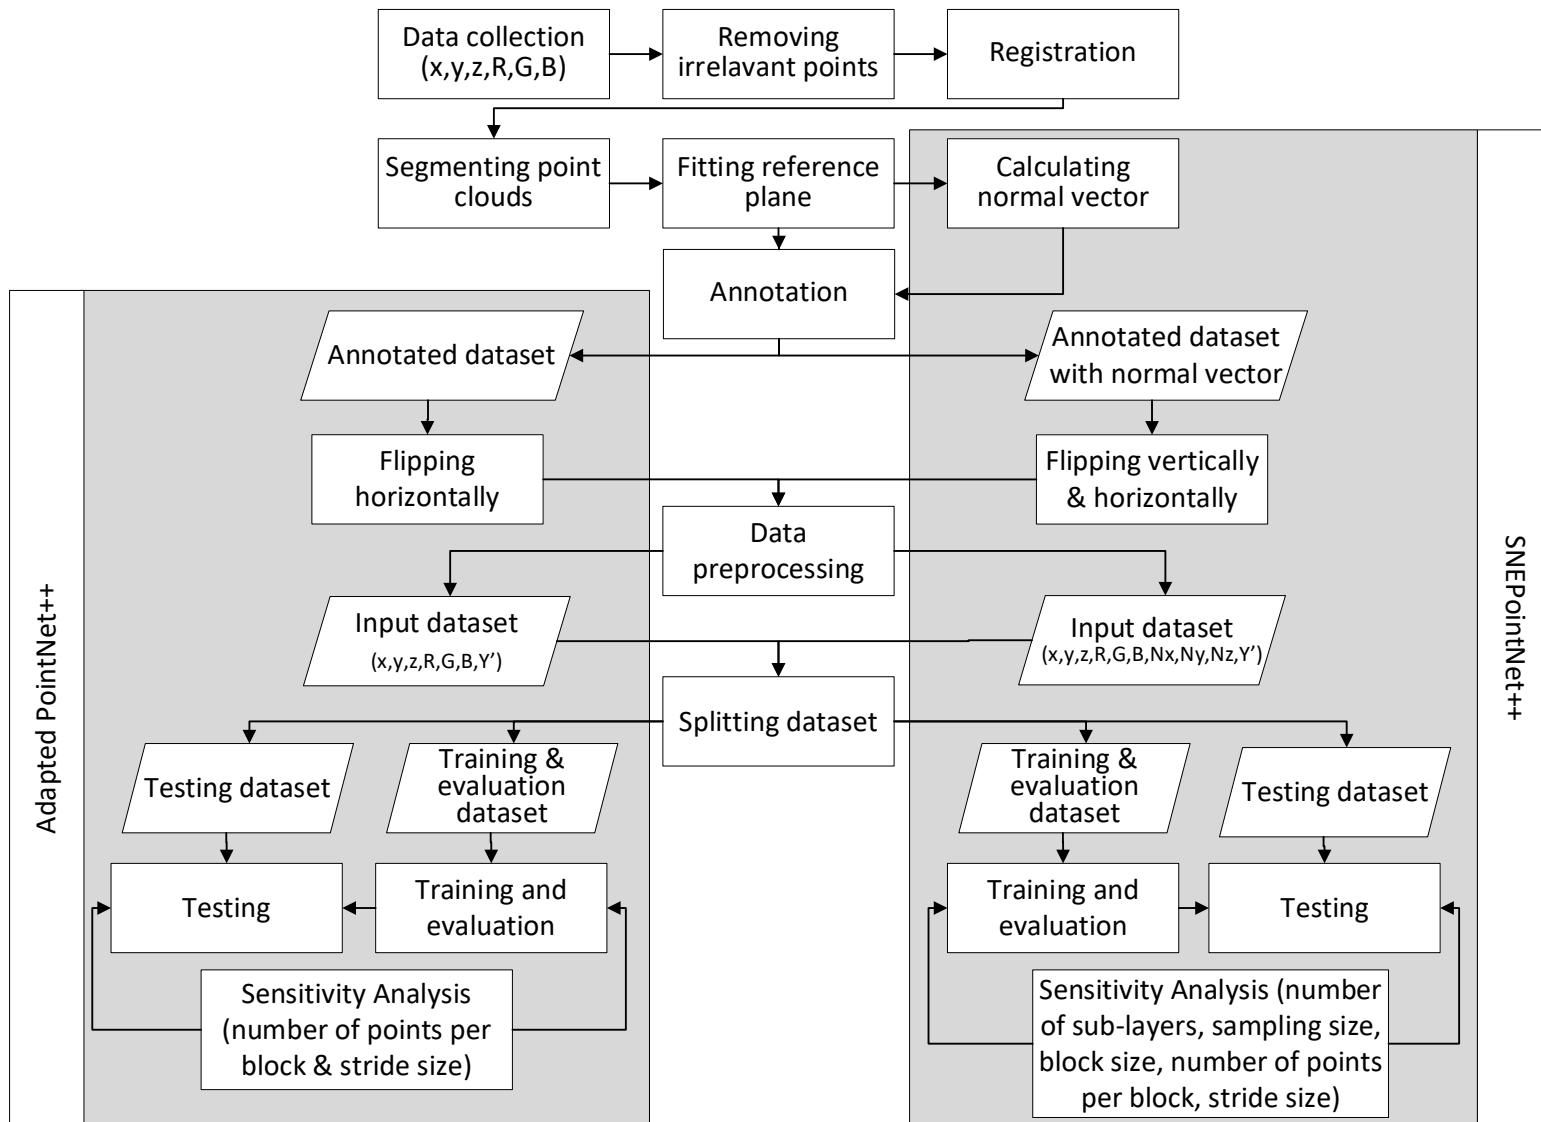 Data collection
(x,y,z,R,G,B)
Removing
irrelavant points
Registration
Segmenting point
clouds
Fitting reference
plane
Calculating
normal vector
Annotation
Annotated dataset
Annotated dataset
with normal vector
Flipping
horizontally
Flipping vertically
& horizontally
Data
preprocessing
Input dataset
(x,y,z,R,G,B,Y’)
Input dataset
(x,y,z,R,G,B,Nx,Ny,Nz,Y’)
Splitting dataset
Testing dataset
Training &
evaluation
dataset
Training &
evaluation
dataset
Testing dataset
Testing
Training and
evaluation
Training and
evaluation
Testing
Sensitivity Analysis
(number of points per
block & stride size)
Sensitivity Analysis (number
of sub-layers, sampling size,
block size, number of points
per block, stride size)
Adapted PointNet++
SNEPointNet++